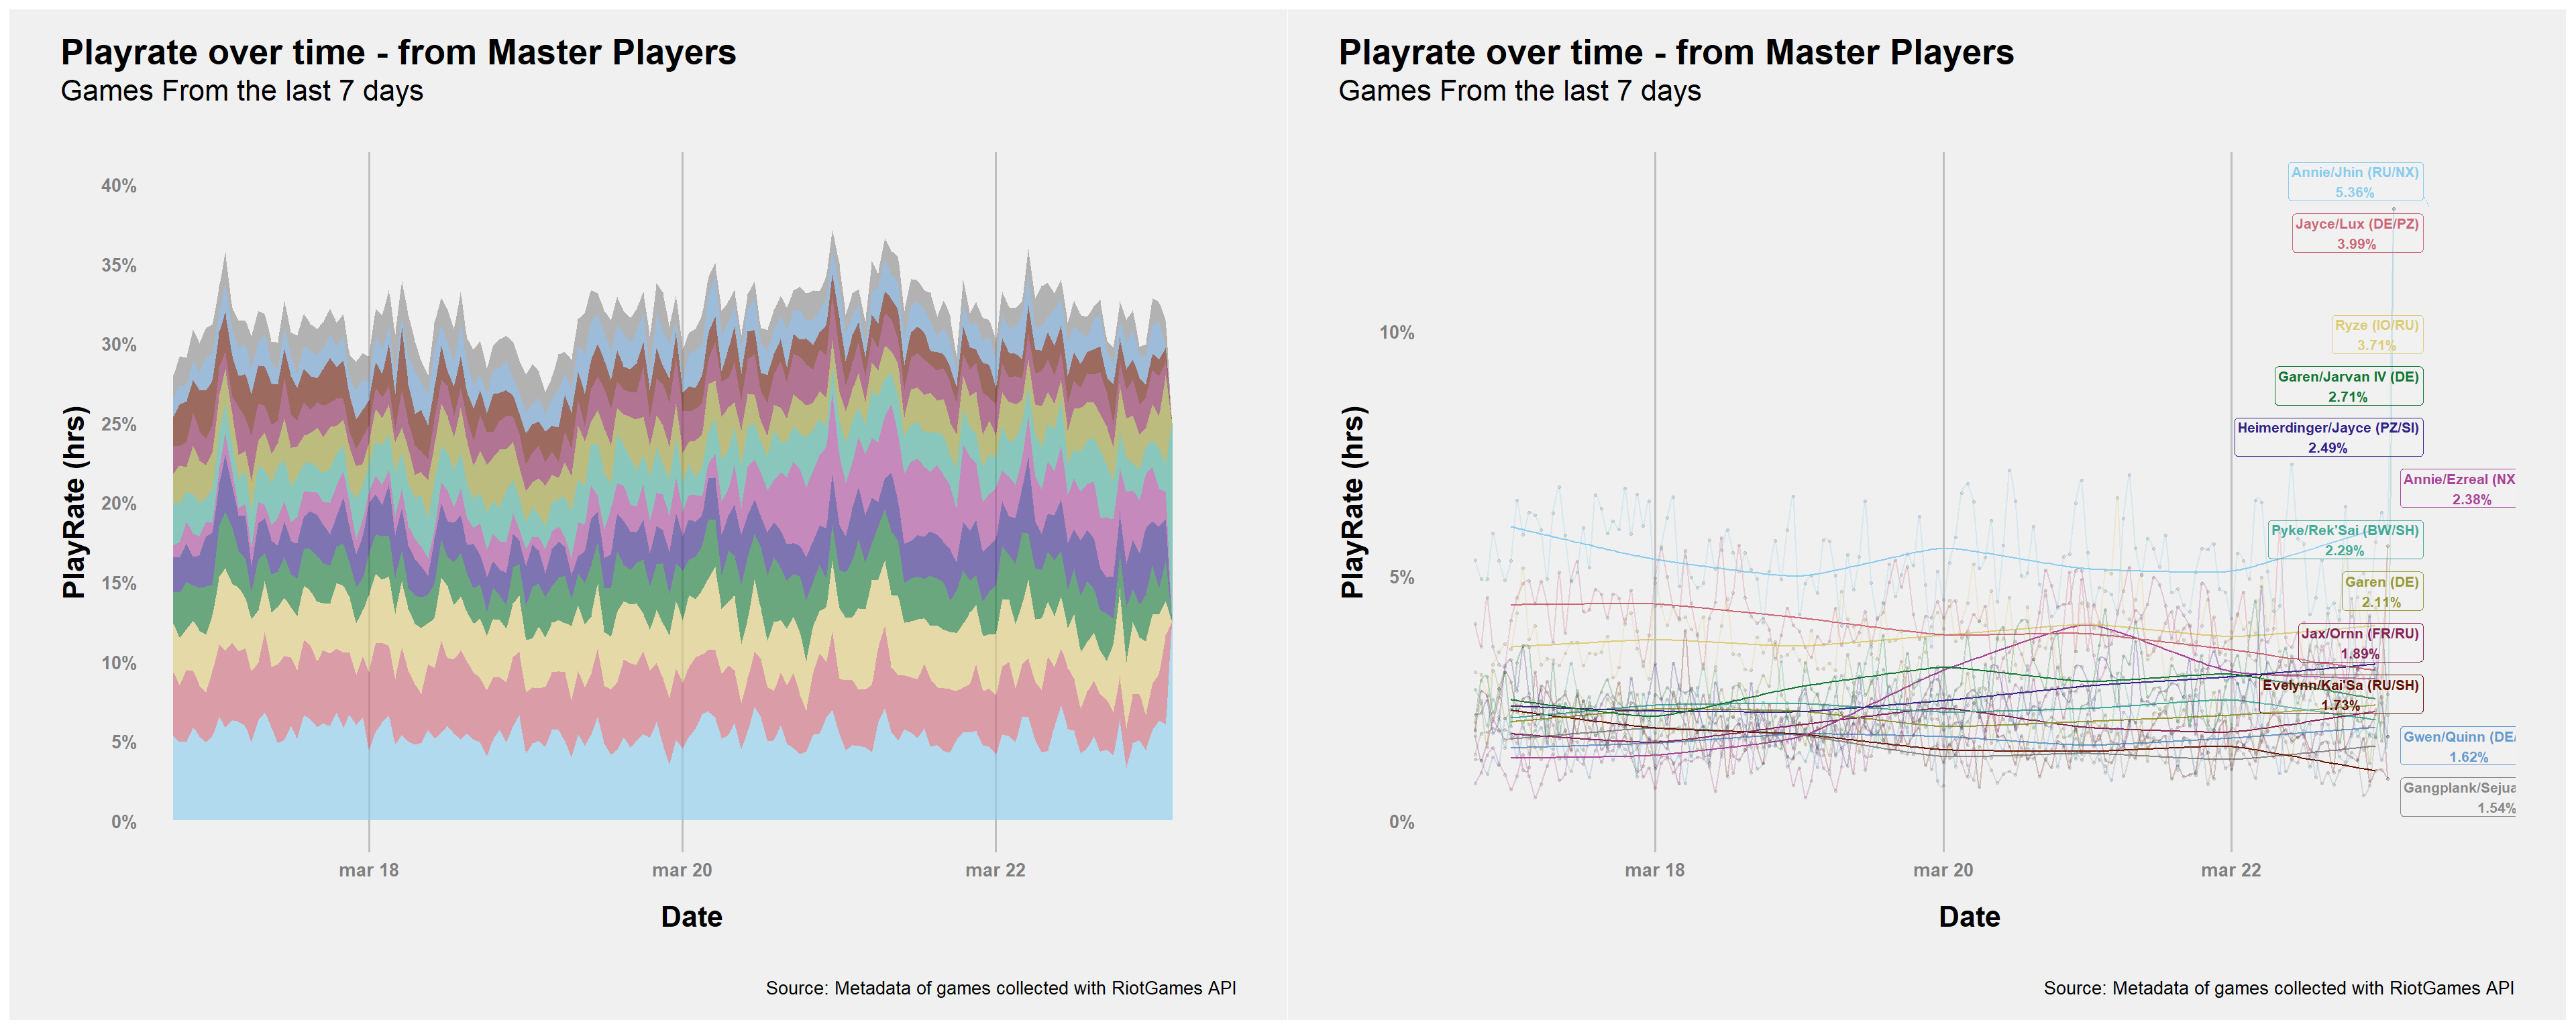 Playrate over time - from Master Players
Games From the last 7 days
PlayRate (hrs)
40%
35%
30%
25%
20%
15%
10%
5%
0%
mar 18
mar 20
mar 22
Date
Source: Metadata of games collected with RiotGames API
Playrate over time - from Master Players
Games From the last 7 days
PlayRate (hrs)
10%
5%
0%
Annie/Jhin (RU/NX)
5.36%
Jayce/Lux (DE/PZ)
3.99%
Ryze (IO/RU)
3.71%
Garen/Jarvan IV (DE)
2.71%
Heimerdinger/Jayce (PZ/SI)
2.49%
Annie/Ezreal (NX
2.38%
Pyke/Rek'Sai (BW/SH)
2.29%
Garen (DE)
2.11%
Jax/Ornn (FR/RU)
1.89%
Evelynn/Kai'Sa (RU/SH)
1.73%
Gwen/Quinn (DE/
1.62%
Gangplank/Sejua
1.54%
mar 18
mar 20
mar 22
Date
Source: Metadata of games collected with RiotGames API